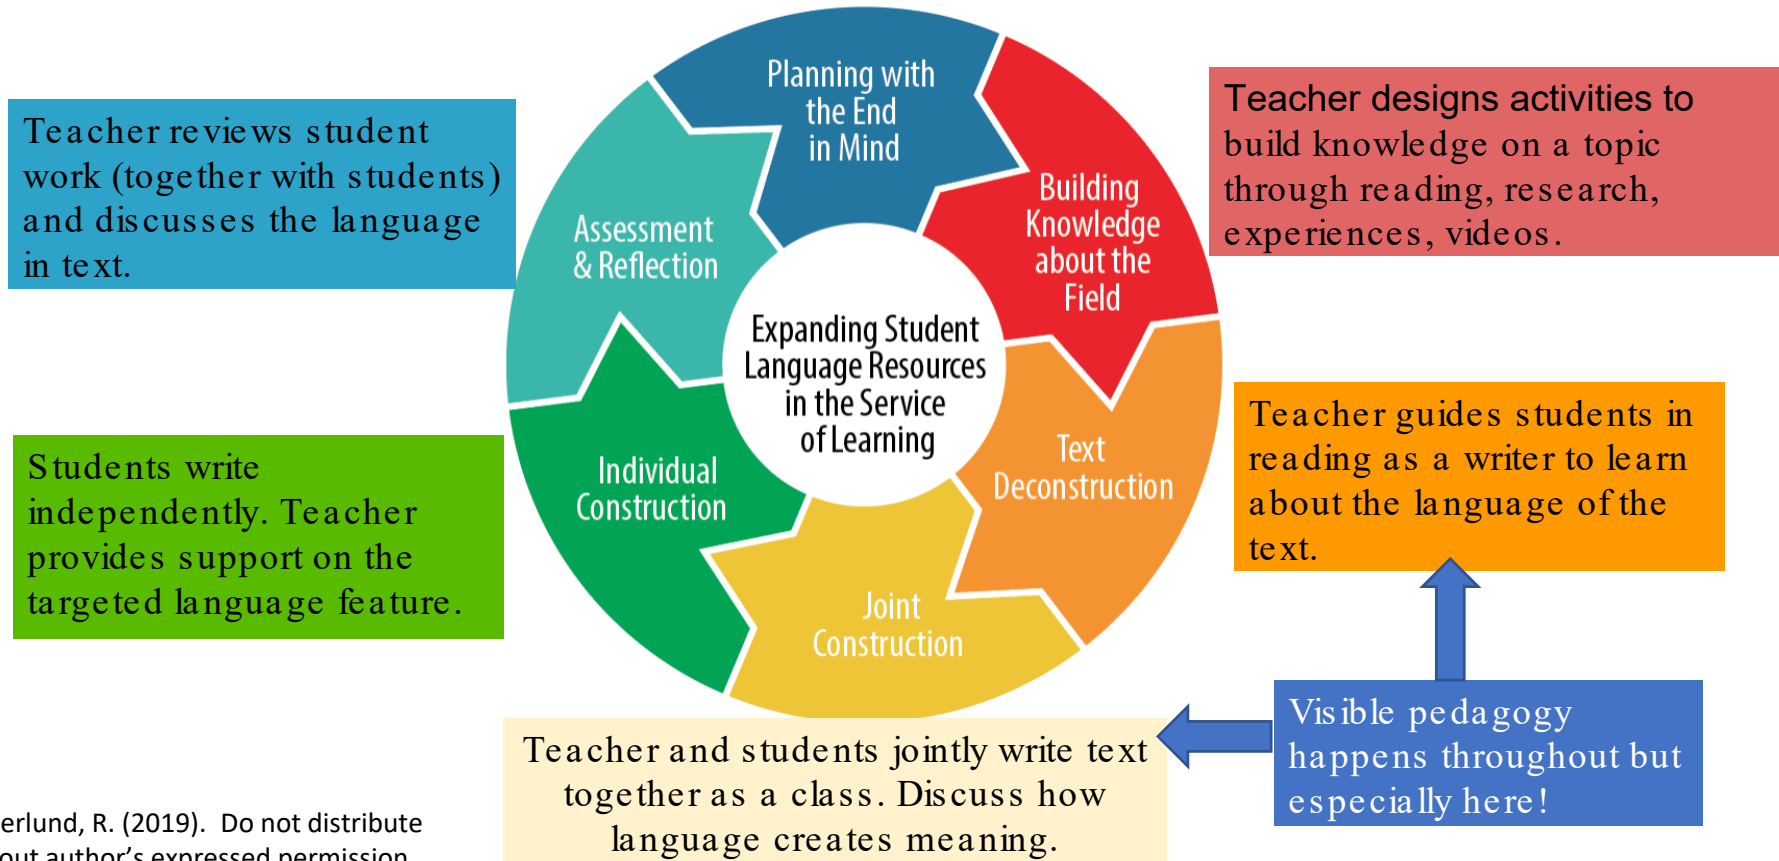 Planning with
the End
in Mind
Building
Knowledge
about the
Field
Text
Deconstruction
Joint
Construction
Individual
Construction
Assessment
& Reflection
Expanding Student
Language Resources
in the Service
of Learning
Teacher designs activities to
build knowledge on a topic
through reading, research,
experiences, videos.
Teacher guides students in
reading as a writer to learn
about the language of the
text.
Visible pedagogy
happens throughout but
especially here!
Teacher and students jointly write text
together as a class. Discuss how
language creates meaning.
Students write
independently. Teacher
provides support on the
targeted language feature.
Teacher reviews student
work (together with students)
and discusses the language
in text.
R. (2019). Do not distribute
author's expressed permission